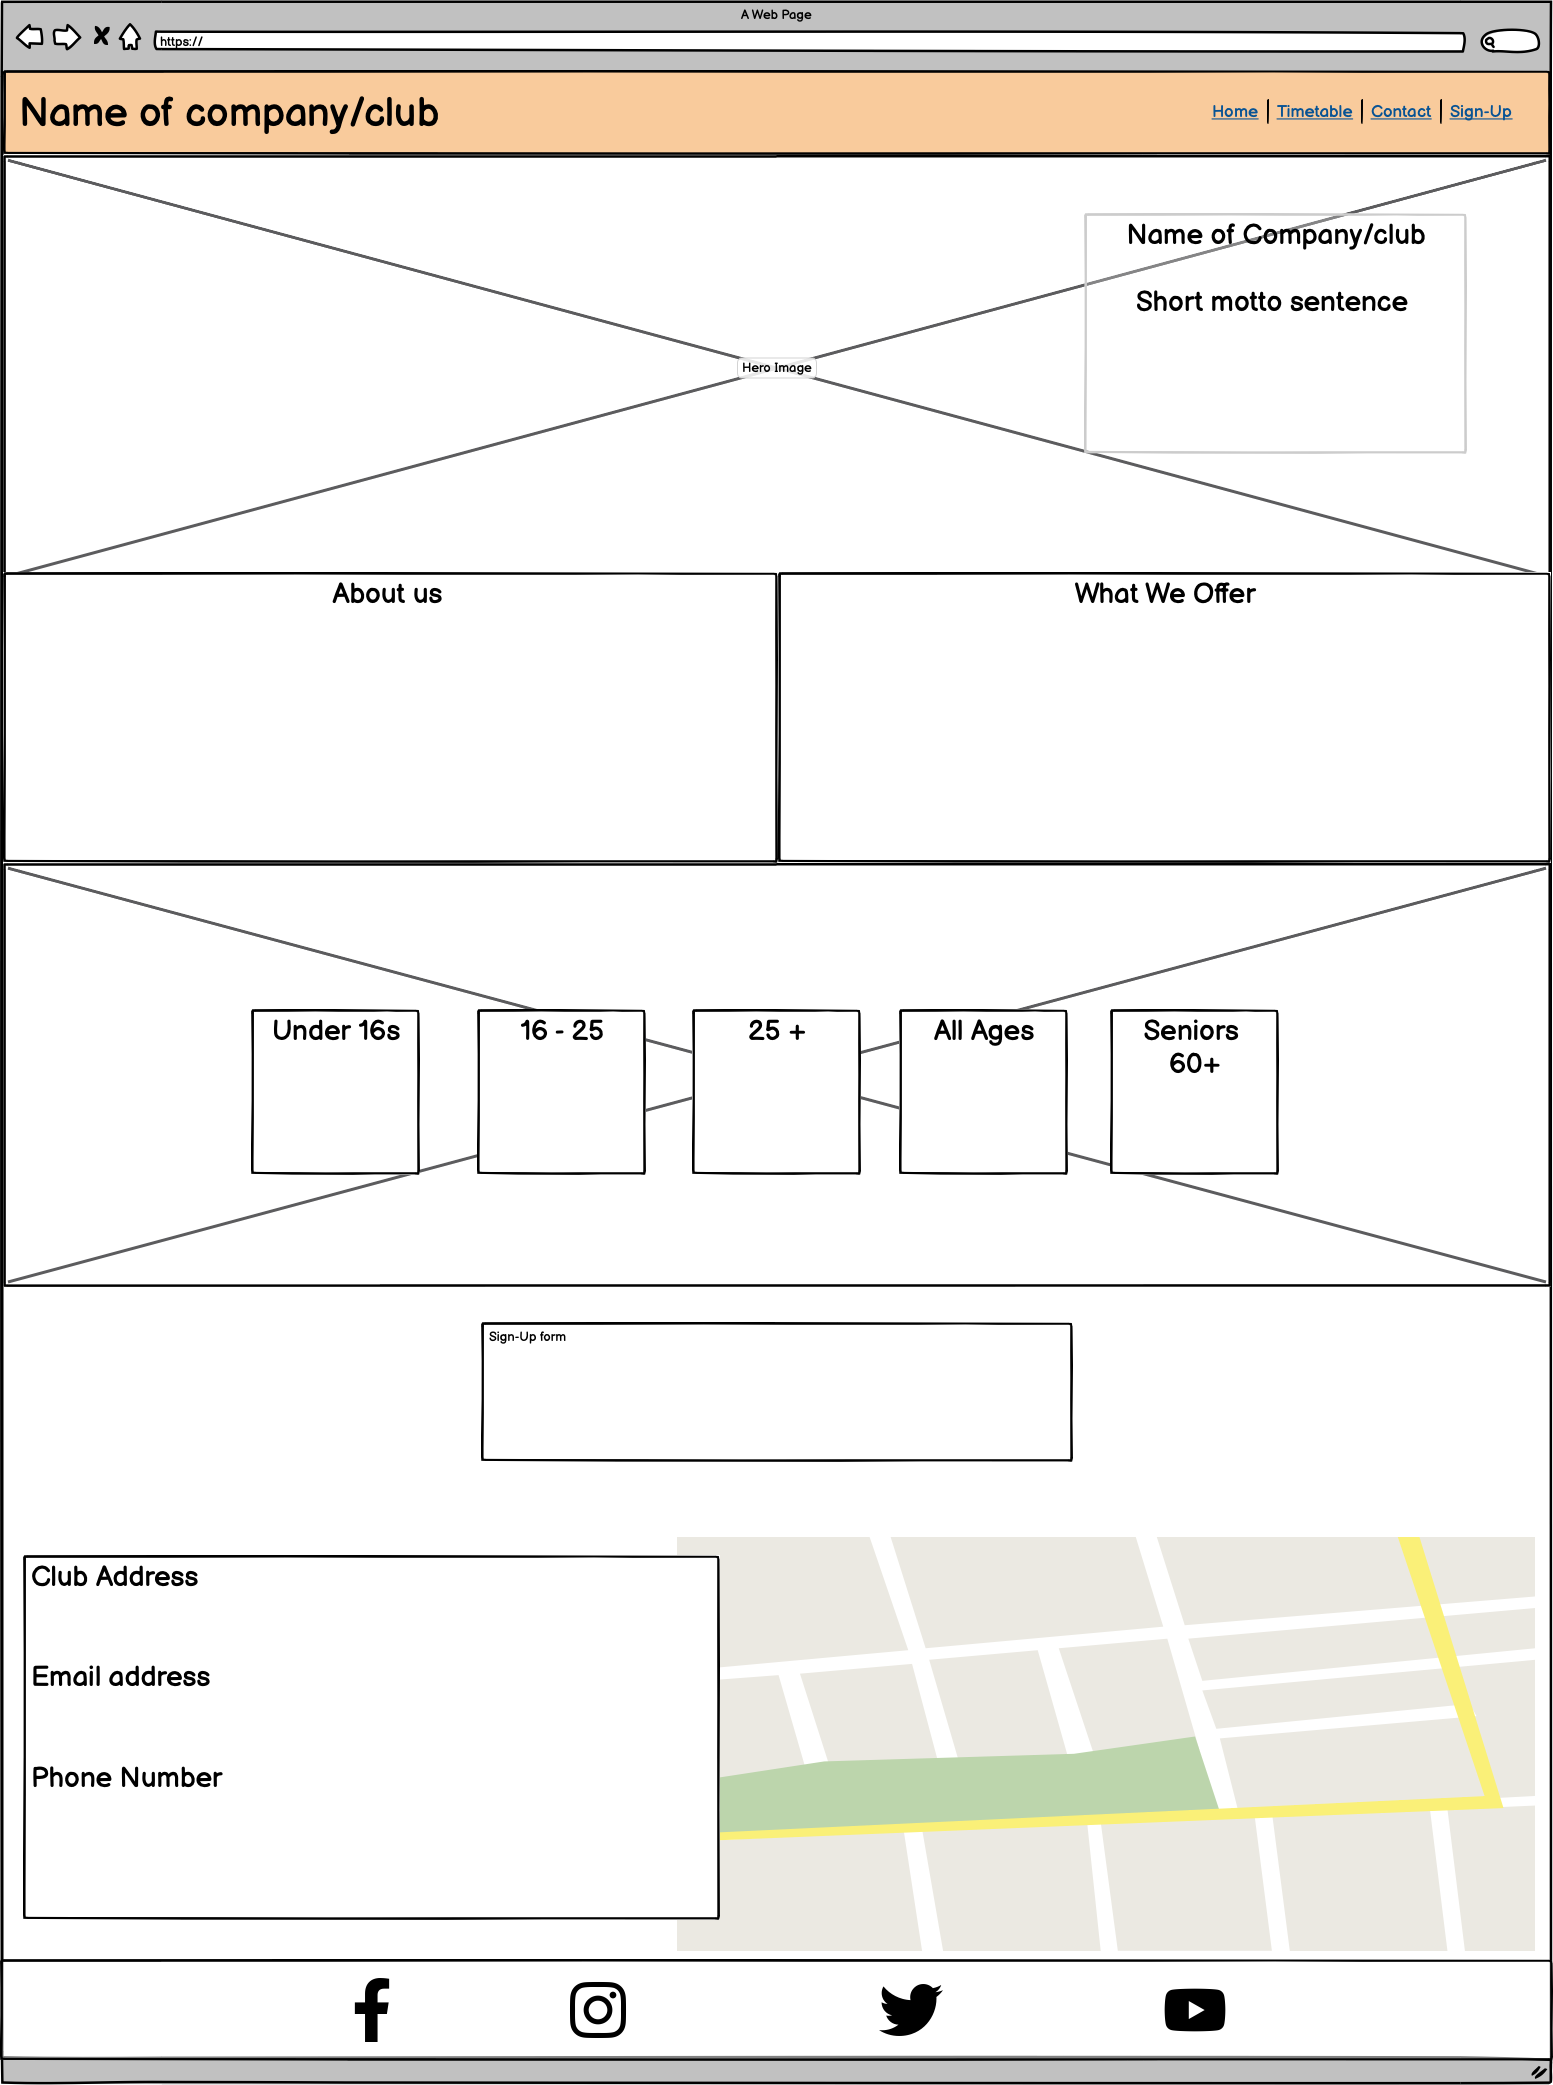 A Web Page
https://
Name of company/club
Home | Timetable | Contact | Sign-Up
Name of Company/club
Short motto sentence
Hero Image
About us
What We Offer
Under 16s
16 - 25
25 +
All Ages
Seniors
60+
Sign-Up form
Club Address
Email address
Phone Number